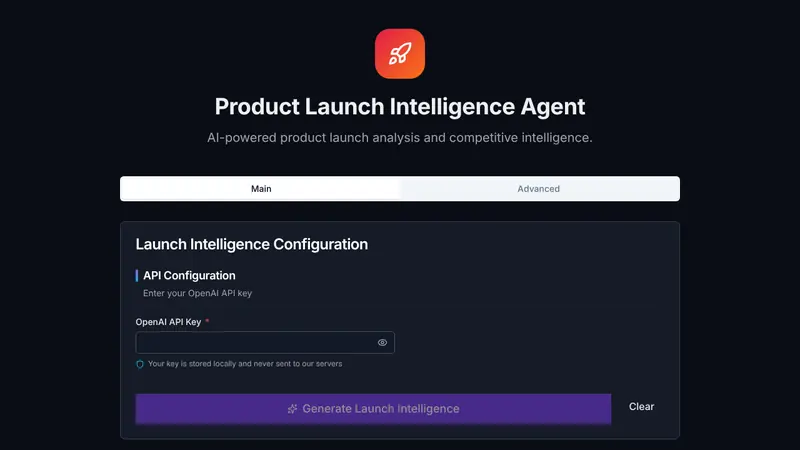 Product Launch Intelligence Agent
AI-powered product launch analysis and competitive intelligence.
Main
Advanced
Launch Intelligence Configuration
API Configuration
Enter your OpenAI API key
OpenAI API Key *
Your key is stored locally and never sent to our servers
Generate Launch Intelligence
Clear